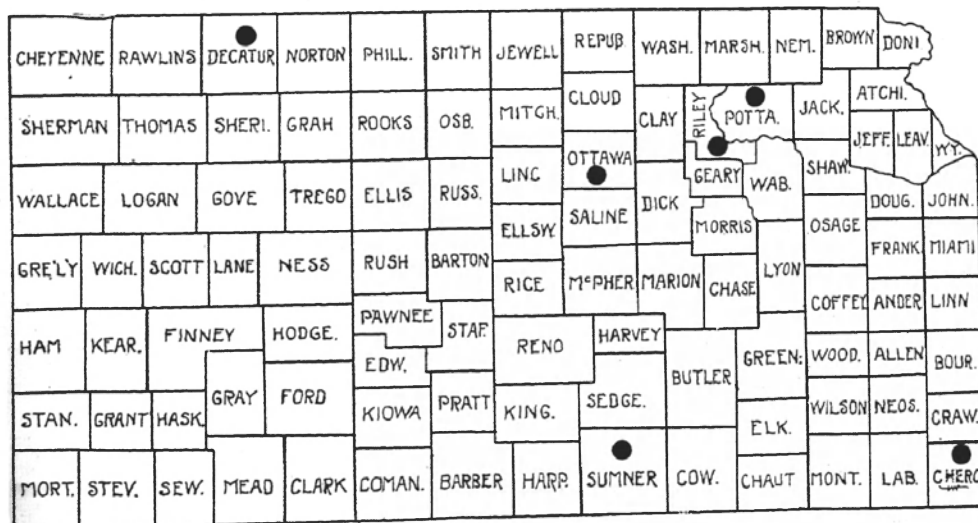 CHEYENNE RAWLINS DECATUR NORTON PHILL. SMITH JEWELL REPUB. WASH. MARSH. NEM. BROWN DONI
SHERMAN THOMAS SHERI. GRAH ROOKS OSB. MITCH. CLOUD CLAY RILEY POTTA. JACK. ATCHI.
JEFF. LEAV. WY.
WALLACE LOGAN GOVE TREGO ELLIS RUSS. LINC OTTAWA GEARY WAB. SHAW.
SALINE DICK MORRIS OSAGE DOUG. JOHN.
GRE'LY WICH. SCOTT LANE NESS RUSH BARTON ELLSW. FRANK. MIAMI
RICE McPHER MARION CHASE LYON COFFEY ANDER LINN
HAM KEAR. FINNEY HODGE. PAWNEE STAF. RENO HARVEY
EDW. BUTLER GREEN. WOOD. ALLEN BOUR.
STAN. GRANT HASK. GRAY FORD KIOWA PRATT KING. SEDGE. ELK. WILSON NEOS. CRAW.
MORT. STEV. SEW. MEAD CLARK COMAN. BARBER HARP. SUMNER COW. CHAUT MONT. LAB. CHERO